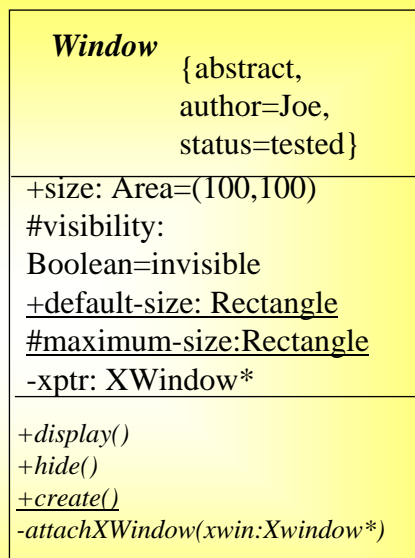 Window
{abstract,
author=Joe,
status=tested}
+size: Area=(100,100)
#visibility:
Boolean=invisible
+default-size: Rectangle
#maximum-size:Rectangle
-xptr: XWindow*
+display()
+hide()
+create()
-attachXWindow(xwin:Xwindow*)